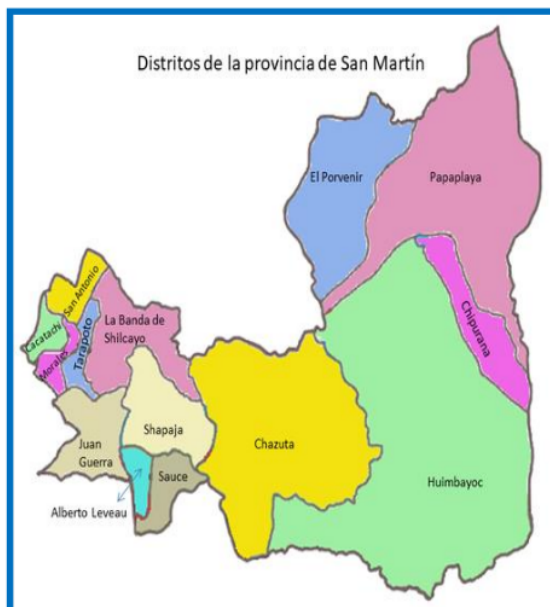 Distritos de la provincia de San Martín
El Porvenir
Papaplaya
San Antonio
Cacatachi
Morales
Tarapoto
La Banda de
Shilcayo
Chipurana
Juan
Guerra
Shapaja
Chazuta
Sauce
Huimbayoc
Alberto Leveau